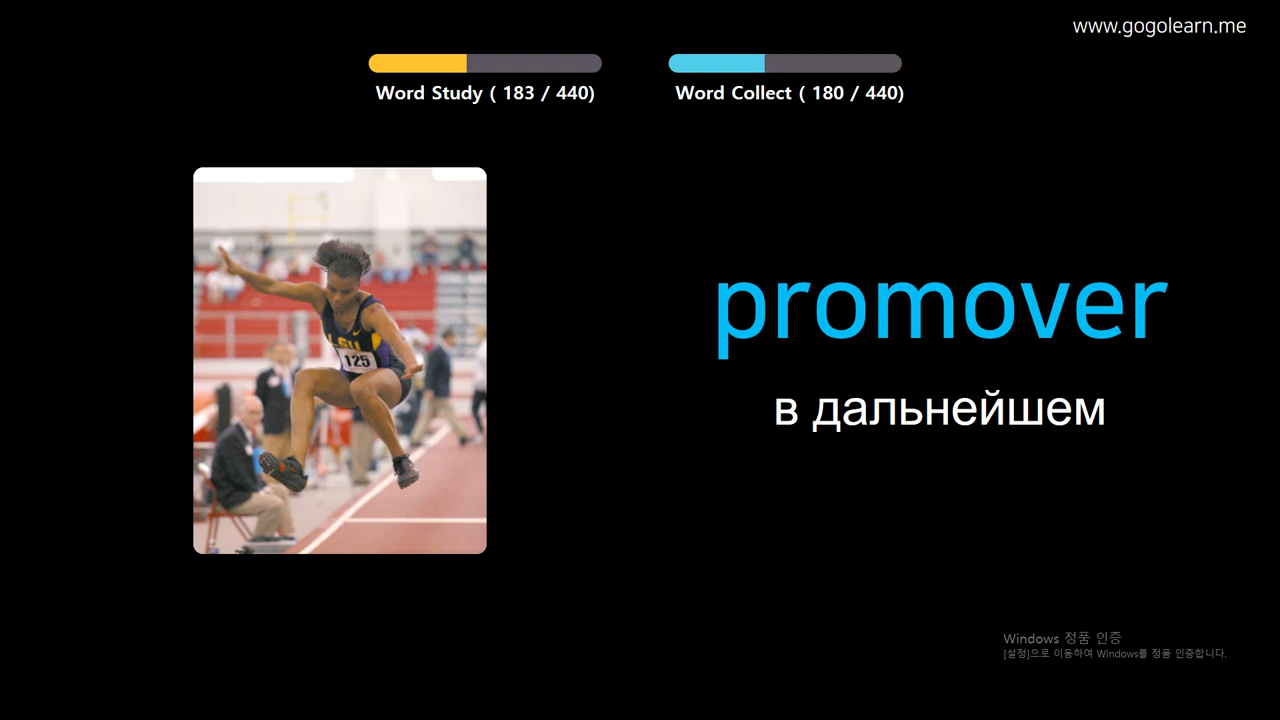 www.gogolearn.me
Word Study ( 183 / 440)
Word Collect ( 180 / 440)
LSU
125
promover
в дальнейшем
Windows 정품 인증
[설정]으로 이동하여 Windows를 정품 인증합니다.